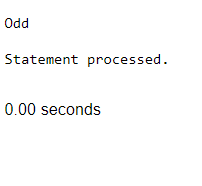 Odd
Statement processed.
0.00 seconds